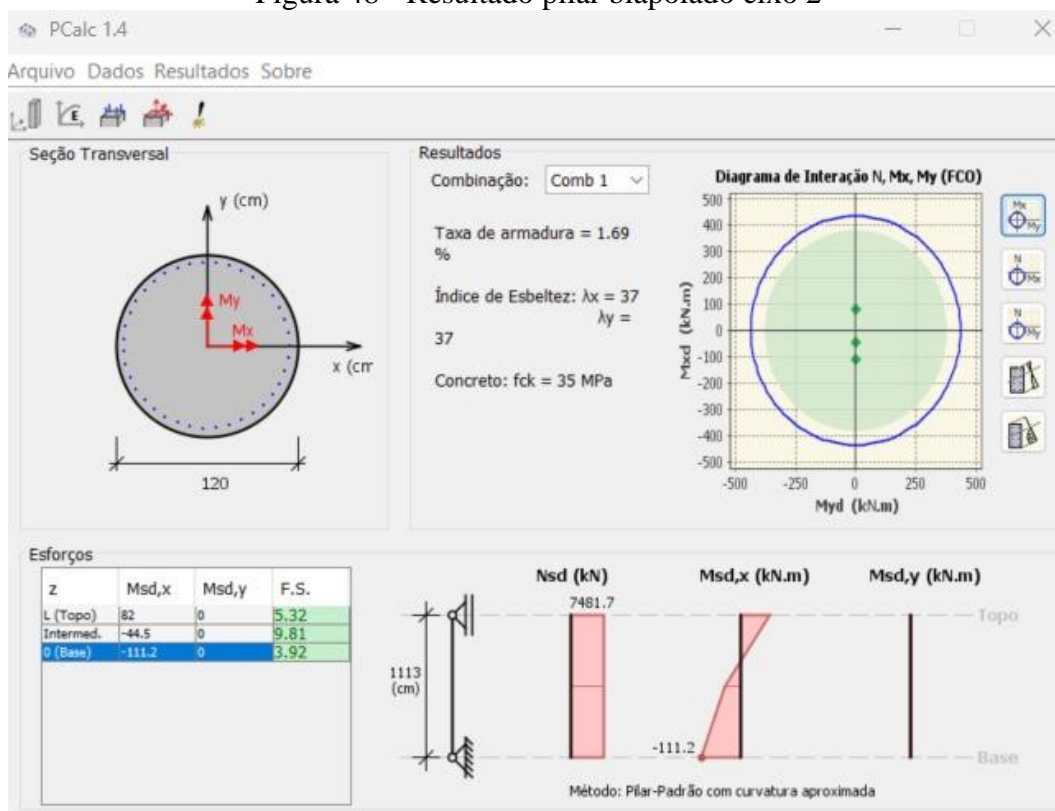 Figura 48 - Resultado pilar biapoiado eixo 2
PCalc 1.4
Arquivo Dados Resultados Sobre
E
Seção Transversal
y (cm)
My
Mx
x (cm
120
Resultados
Combinação: Comb 1
Taxa de armadura = 1.69
%
Índice de Esbeltez: λx = 37
λy =
37
Concreto: fck = 35 MPa
Diagrama de Interação N, Mx, My (FCO)
Mxd (kN.m)
500
400
300
200
100
0
-100
-200
-300
-400
-500
-500 -250 0 250 500
Myd (kN.m)
Mx
My
N
Mx
N
My
Esforços
z Msd,x Msd,y F.S.
L (Topo) 82 0 5.32
Intermed. -44.5 0 9.81
0 (Base) -111.2 0 3.92
Nsd (kN) Msd,x (kN.m) Msd,y (kN.m)
7481.7
Topo
1113
(cm)
-111.2
Base
Método: Pilar-Padrão com curvatura aproximada